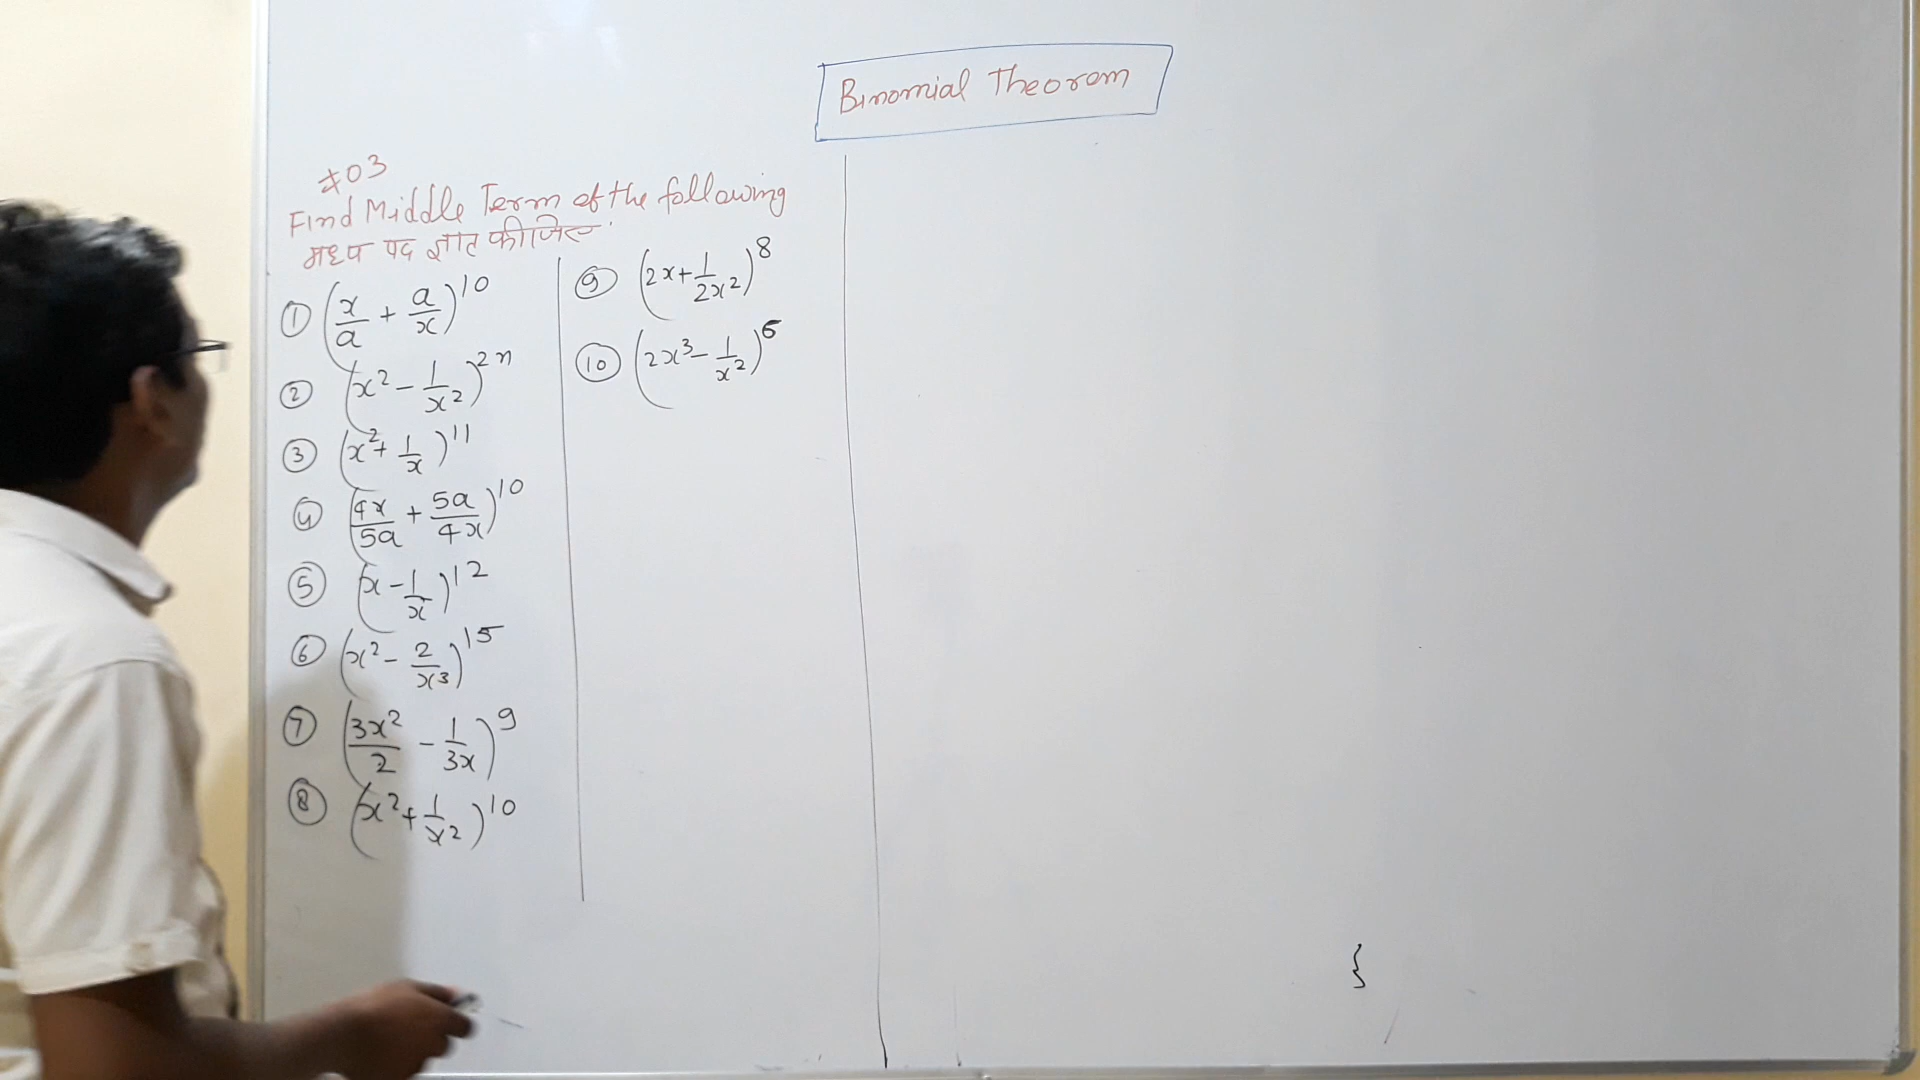 Binomial Theorem
#03
Find Middle Term of the following
मध्य पद ज्ञात कीजिए
① (x/a + a/x)^10
② (x² - 1/x²)^2n
③ (x² + 1/x)^11
④ (4x/5a + 5a/4x)^10
⑤ (x - 1/x)^12
⑥ (x² - 2/x³)^15
⑦ (3x²/2 - 1/3x)^9
⑧ (x² + 1/x²)^10
⑨ (2x + 1/2x²)^8
⑩ (2x³ - 1/x²)^5
}